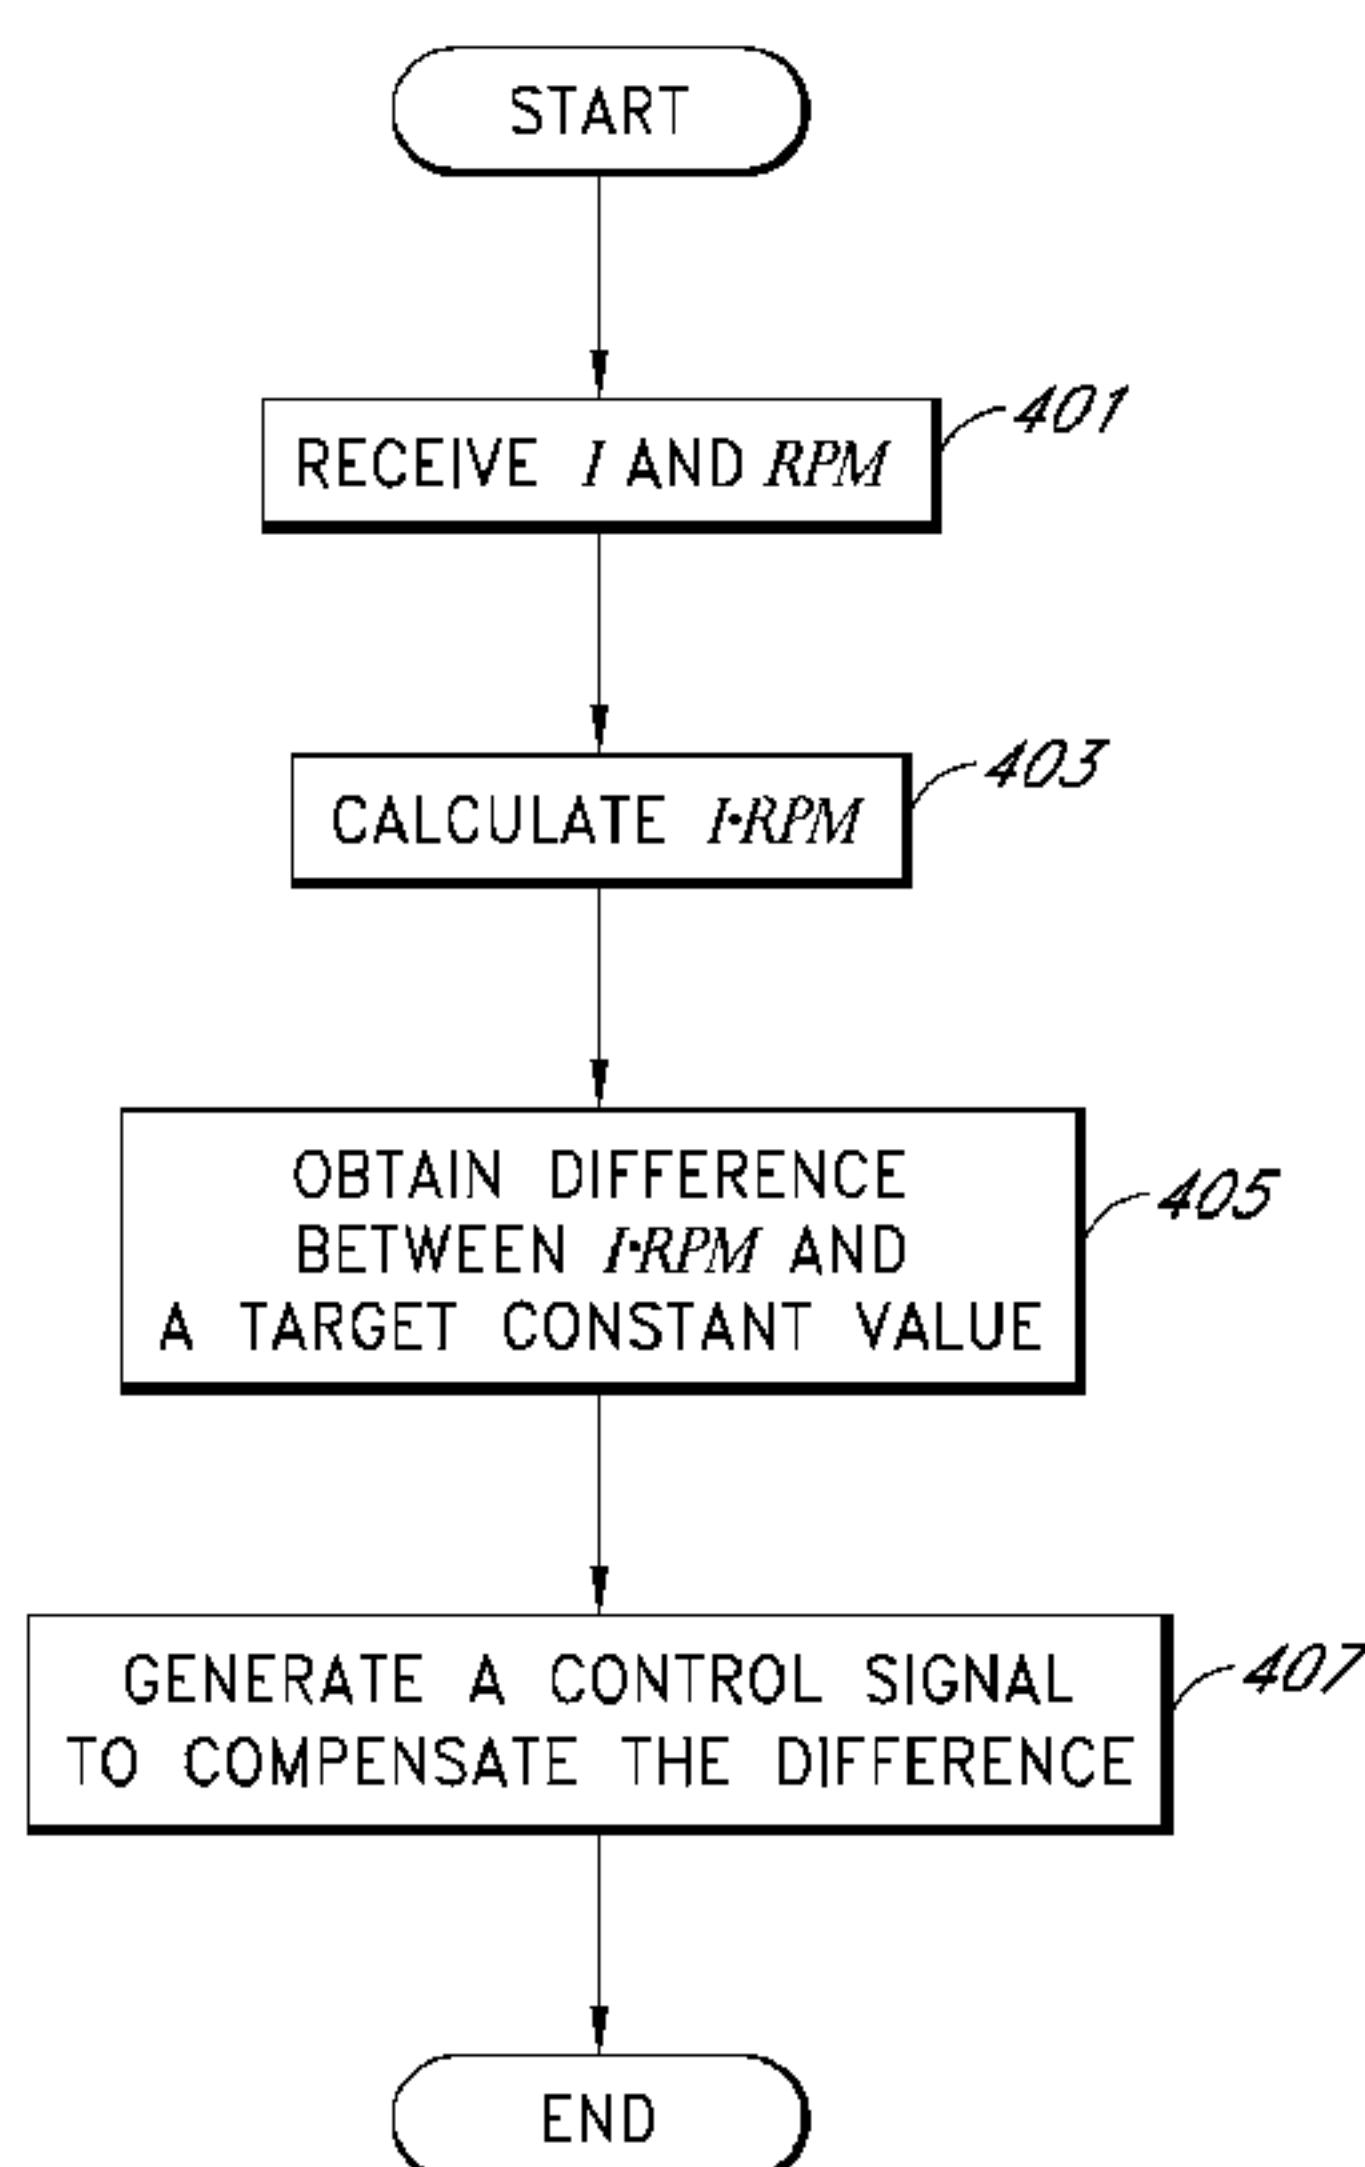 START
RECEIVE I AND RPM
401
CALCULATE I·RPM
403
OBTAIN DIFFERENCE
BETWEEN I·RPM AND
A TARGET CONSTANT VALUE
405
GENERATE A CONTROL SIGNAL
TO COMPENSATE THE DIFFERENCE
407
END